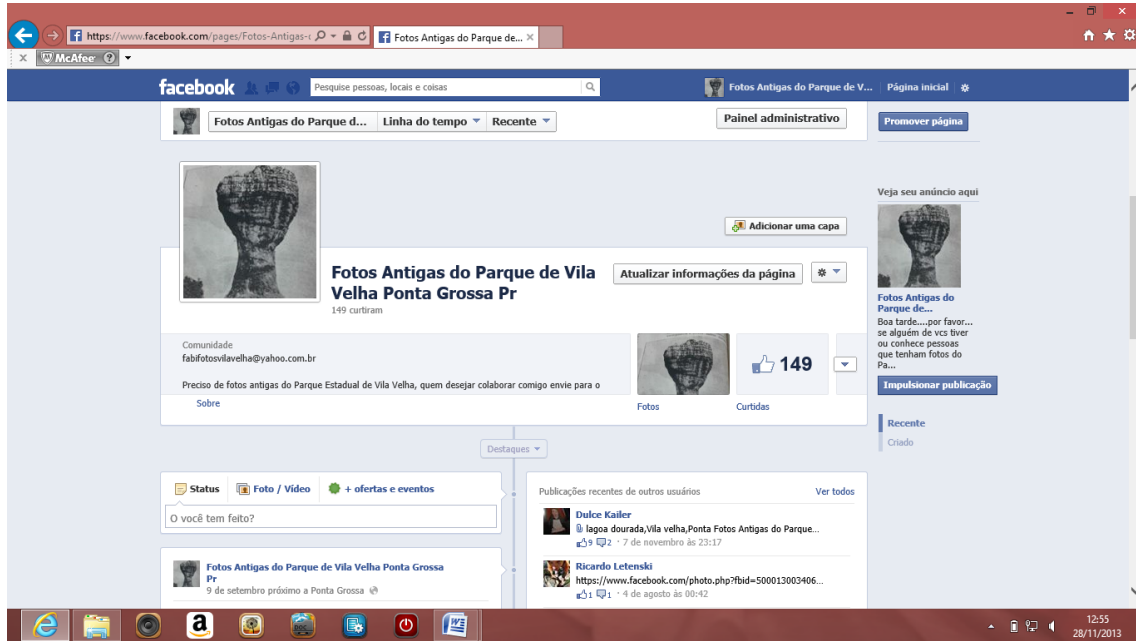 https://www.facebook.com/pages/Fotos-Antigas-
Fotos Antigas do Parque de...
McAfee
facebook
Pesquise pessoas, locais e coisas
Fotos Antigas do Parque de V...
Página inicial
Fotos Antigas do Parque d...
Linha do tempo
Recente
Painel administrativo
Promover página
Adicionar uma capa
Fotos Antigas do Parque de Vila
Velha Ponta Grossa Pr
149 curtiram
Atualizar informações da página
Comunidade
fabifotosvilavelha@yahoo.com.br
Preciso de fotos antigas do Parque Estadual de Vila Velha, quem desejar colaborar comigo envie para o
Sobre
Fotos
149
Curtidas
Veja seu anúncio aqui
Fotos Antigas do
Parque de...
Boa tarde....por favor...
se alguém de vcs tiver
ou conhece pessoas
que tenham fotos do
Pa...
Impulsionar publicação
Recente
Criado
Destaques
Status
Foto / Vídeo
+ ofertas e eventos
O você tem feito?
Fotos Antigas do Parque de Vila Velha Ponta Grossa
Pr
9 de setembro próximo a Ponta Grossa
Publicações recentes de outros usuários
Ver todos
Dulce Kailer
lagoa dourada,Vila velha,Ponta Fotos Antigas do Parque...
9 2 · 7 de novembro às 23:17
Ricardo Letenski
https://www.facebook.com/photo.php?fbid=500013003406...
1 1 · 4 de agosto às 00:42
12:55
28/11/2013